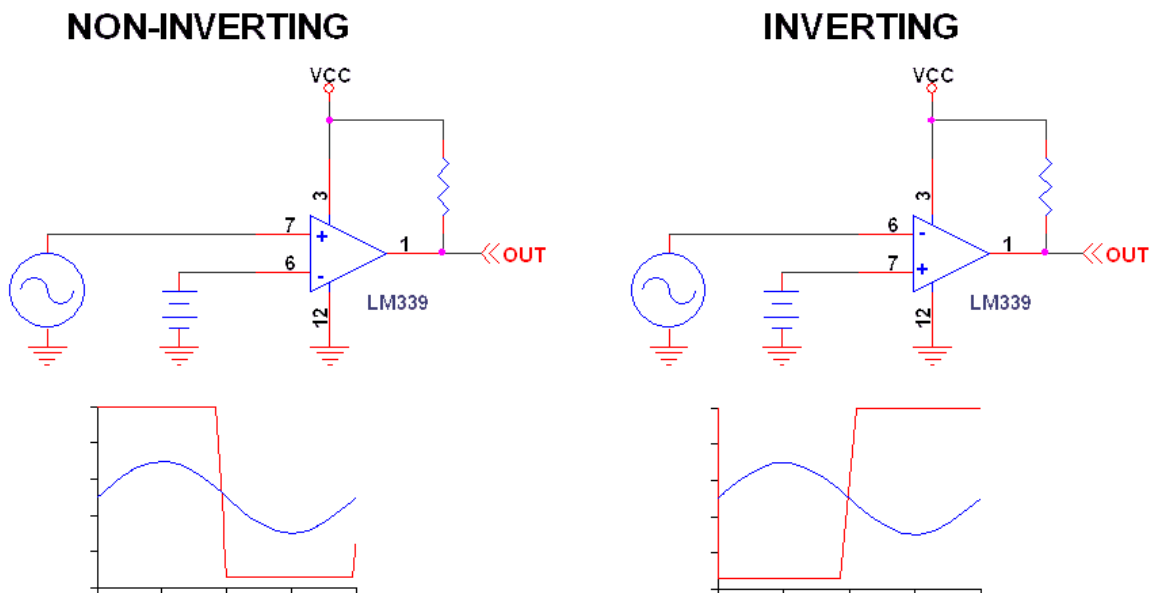 NON-INVERTING
VCC
3
7
+
6
-
1
OUT
LM339
12
INVERTING
VCC
3
6
-
7
+
1
OUT
LM339
12